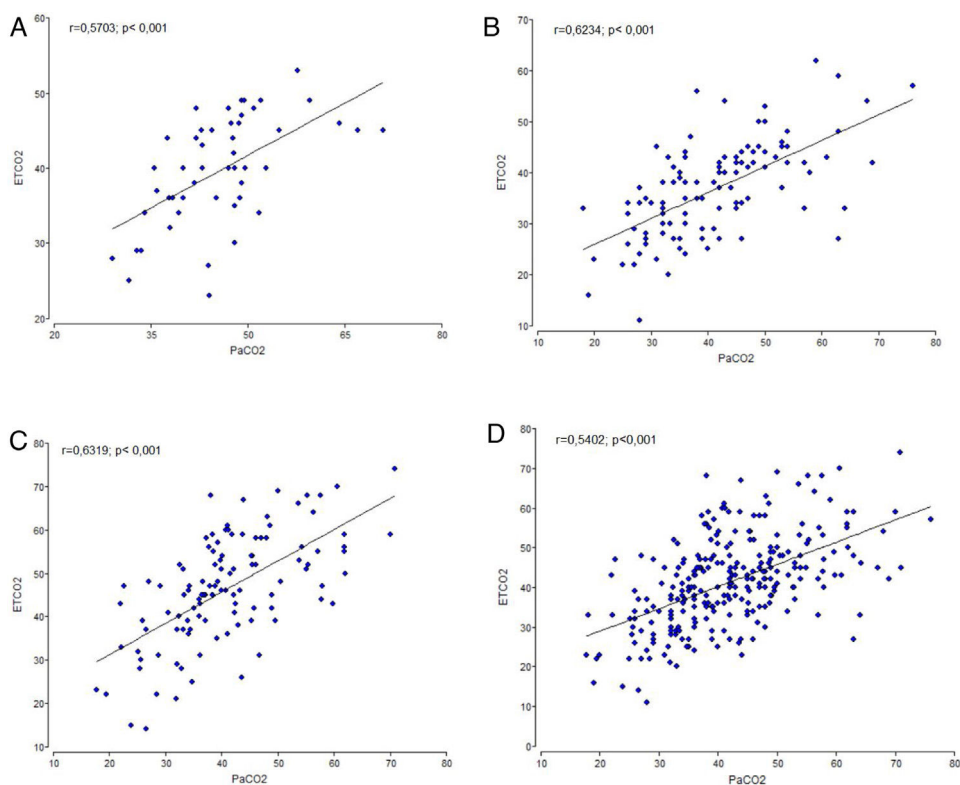 A
r=0,5703; p< 0,001
60
50
40
30
20
ETCO2
20 35 50 65 80
PaCO2
B
r=0,6234; p< 0,001
70
60
50
40
30
20
10
ETCO2
10 20 30 40 50 60 70 80
PaCO2
C
r=0,6319; p< 0,001
80
70
60
50
40
30
20
10
ETCO2
10 20 30 40 50 60 70 80
PaCO2
D
r=0,5402; p<0,001
80
70
60
50
40
30
20
10
0
ETCO2
10 20 30 40 50 60 70 80
PaCO2